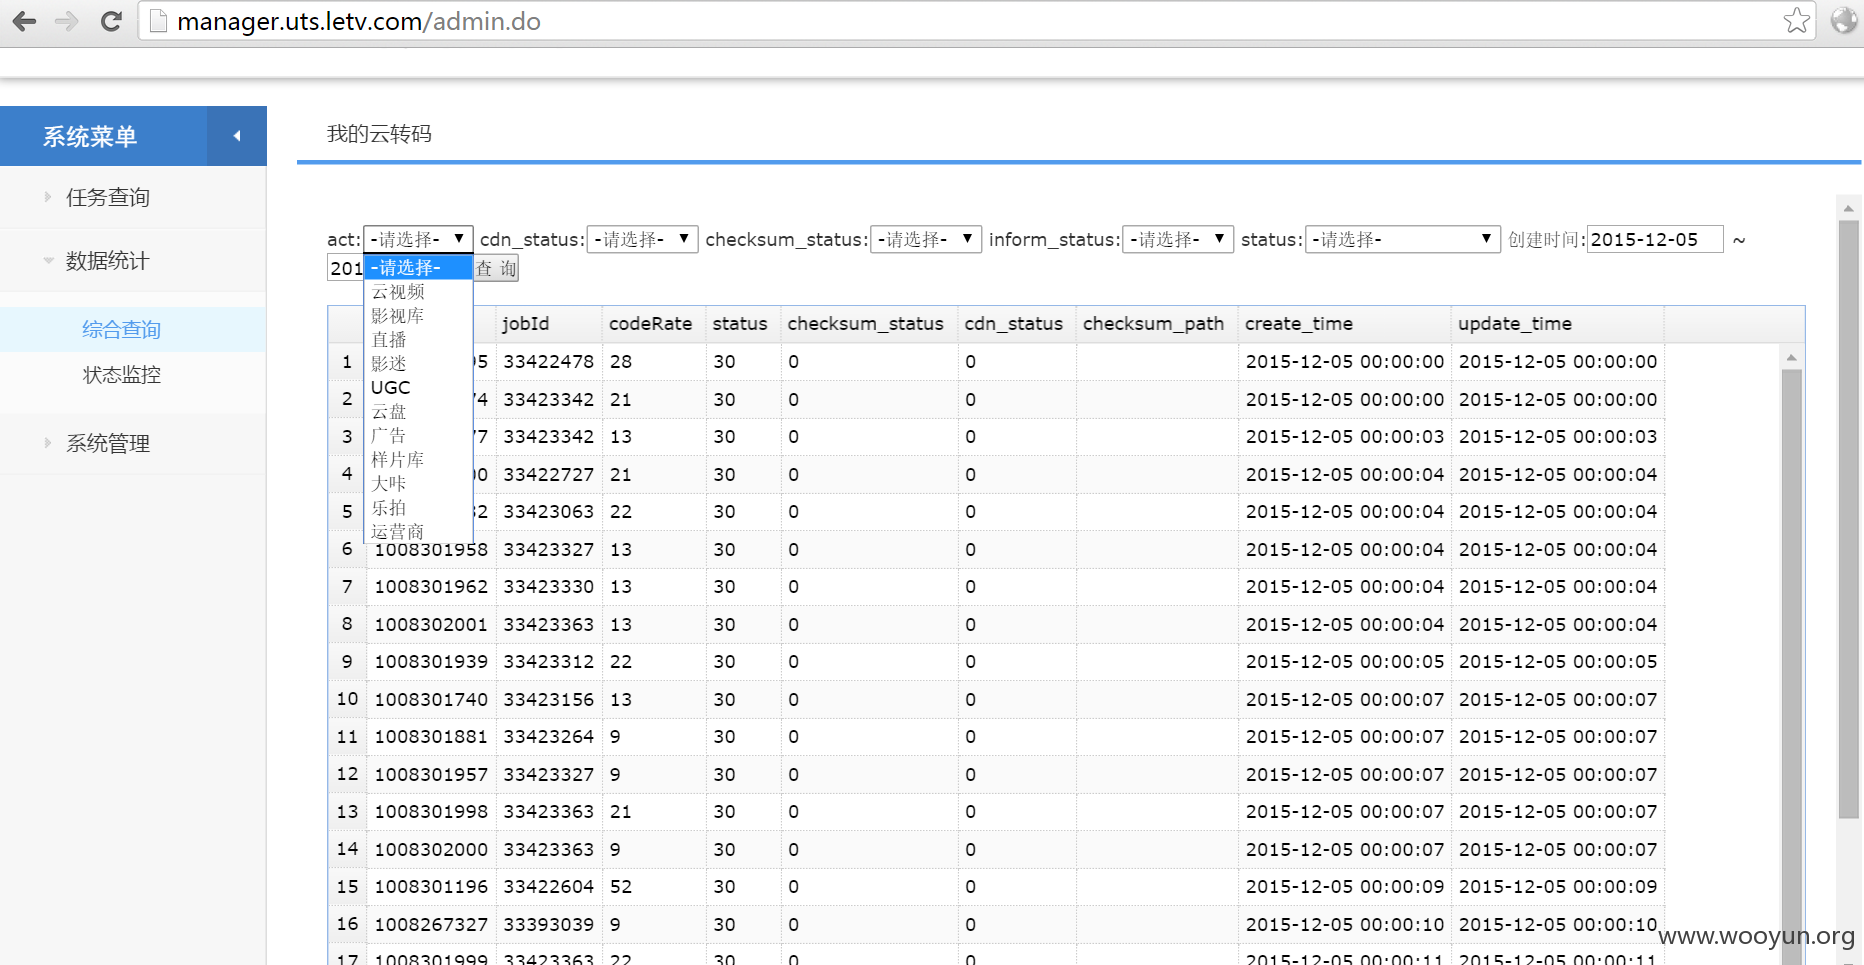 manager.uts.letv.com/admin.do
系统菜单
任务查询
数据统计
综合查询
状态监控
系统管理
我的云转码
act: -请选择- cdn_status: -请选择- checksum_status: -请选择- inform_status: -请选择- status: -请选择- 创建时间: 2015-12-05 ~
201 查 询
-请选择-
云视频
影视库
直播
影迷
UGC
云盘
广告
样片库
大咔
乐拍
运营商
jobId codeRate status checksum_status cdn_status checksum_path create_time update_time
1 95 33422478 28 30 0 0 2015-12-05 00:00:00 2015-12-05 00:00:00
2 74 33423342 21 30 0 0 2015-12-05 00:00:00 2015-12-05 00:00:00
3 77 33423342 13 30 0 0 2015-12-05 00:00:03 2015-12-05 00:00:03
4 00 33422727 21 30 0 0 2015-12-05 00:00:04 2015-12-05 00:00:04
5 32 33423063 22 30 0 0 2015-12-05 00:00:04 2015-12-05 00:00:04
6 1008301958 33423327 13 30 0 0 2015-12-05 00:00:04 2015-12-05 00:00:04
7 1008301962 33423330 13 30 0 0 2015-12-05 00:00:04 2015-12-05 00:00:04
8 1008302001 33423363 13 30 0 0 2015-12-05 00:00:04 2015-12-05 00:00:04
9 1008301939 33423312 22 30 0 0 2015-12-05 00:00:05 2015-12-05 00:00:05
10 1008301740 33423156 13 30 0 0 2015-12-05 00:00:07 2015-12-05 00:00:07
11 1008301881 33423264 9 30 0 0 2015-12-05 00:00:07 2015-12-05 00:00:07
12 1008301957 33423327 9 30 0 0 2015-12-05 00:00:07 2015-12-05 00:00:07
13 1008301998 33423363 21 30 0 0 2015-12-05 00:00:07 2015-12-05 00:00:07
14 1008302000 33423363 9 30 0 0 2015-12-05 00:00:07 2015-12-05 00:00:07
15 1008301196 33422604 52 30 0 0 2015-12-05 00:00:09 2015-12-05 00:00:09
16 1008267327 33393039 9 30 0 0 2015-12-05 00:00:10 2015-12-05 00:00:10
17 1008301999 33423363 22 30 0 0 2015-12-05 00:00:11 2015-12-05 00:00:11
www.wooyun.org